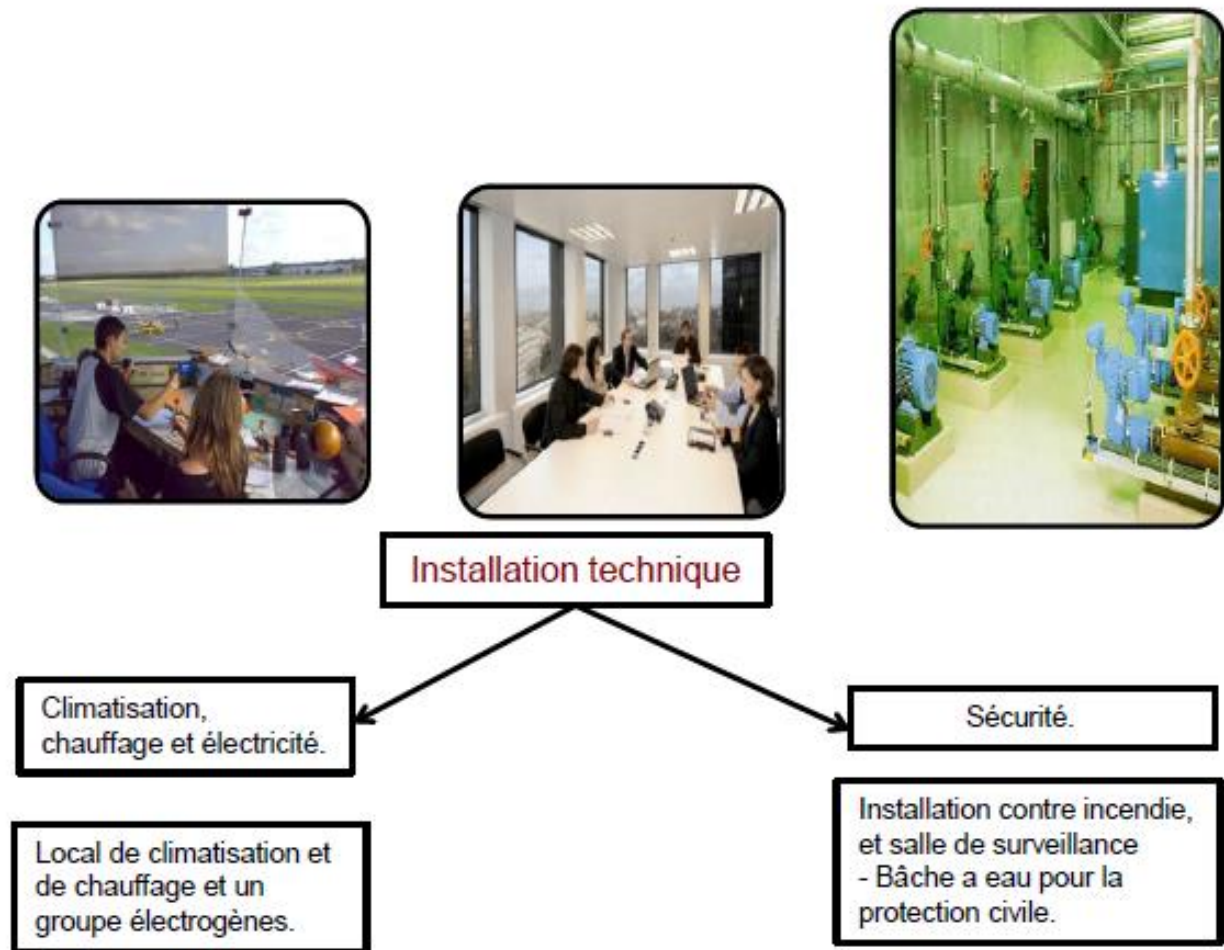 Installation technique
Climatisation,
chauffage et électricité.
Sécurité.
Local de climatisation et
de chauffage et un
groupe électrogènes.
Installation contre incendie,
et salle de surveillance
- Bâche a eau pour la
protection civile.